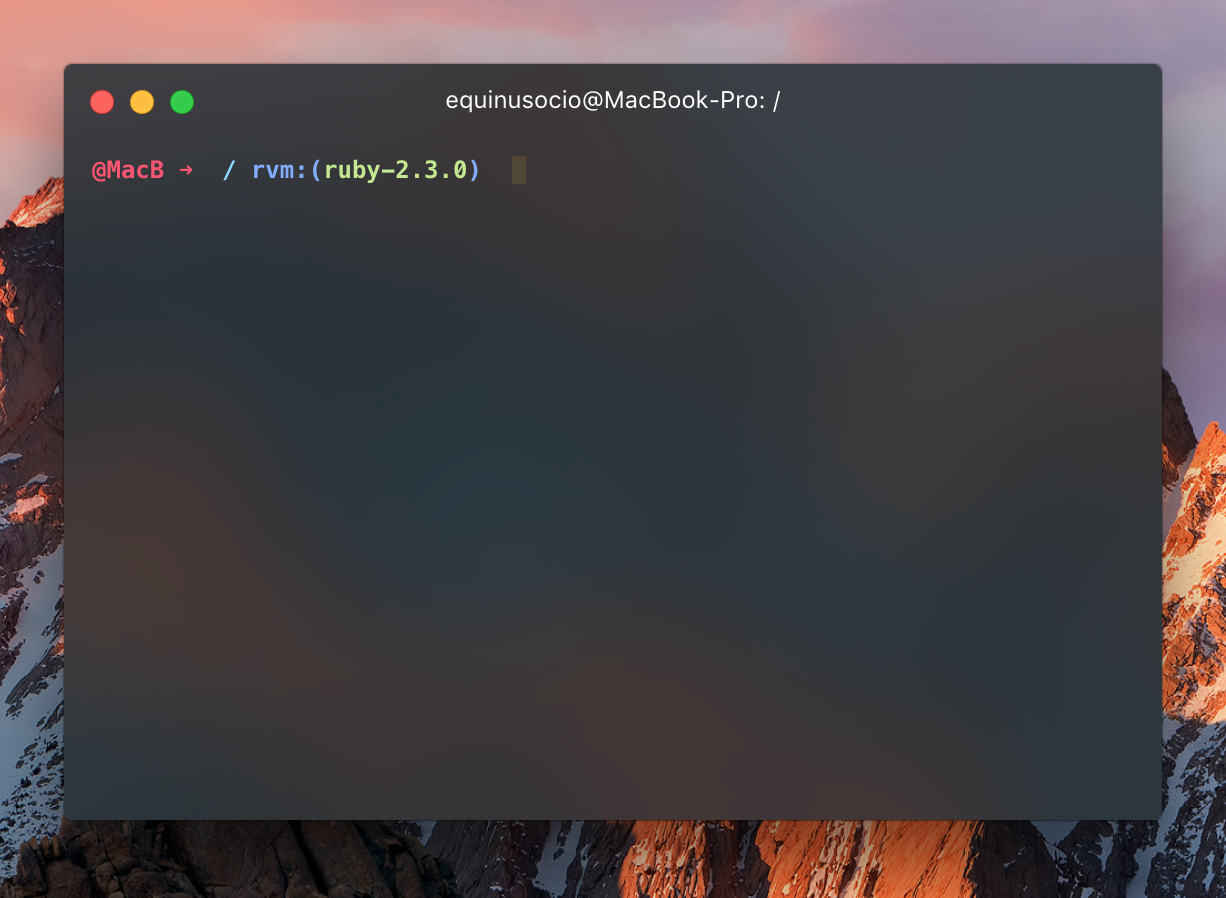 equinusocio@MacBook-Pro: /
@MacB → / rvm:(ruby-2.3.0)